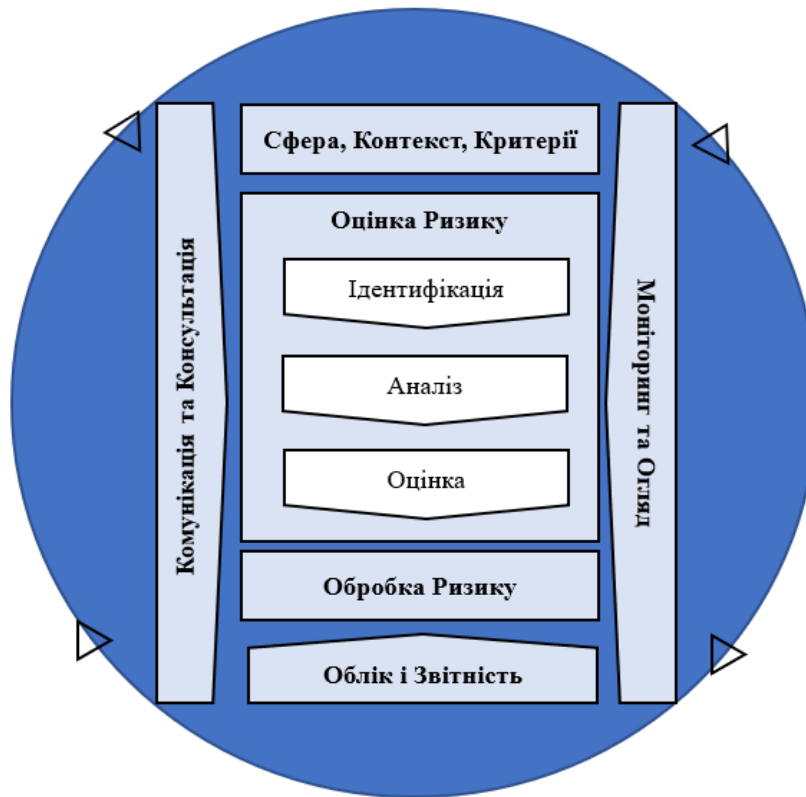 Сфера, Контекст, Критерії
Оцінка Ризику
Ідентифікація
Аналіз
Оцінка
Обробка Ризику
Облік і Звітність
Комунікація та Консультація
Моніторинг та Огляд